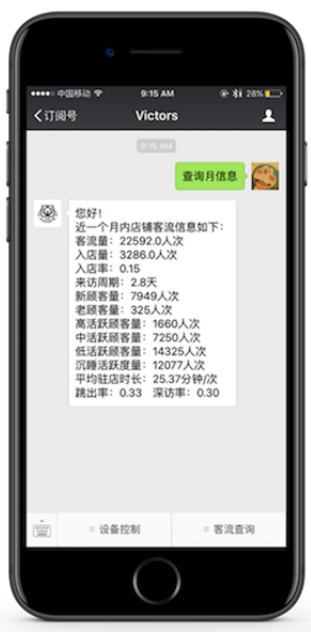 中国移动
9:15 AM
28%
订阅号
Victors
9:15 AM
查询月信息
您好!
近一个月内店铺客流信息如下:
客流量: 22592.0人次
入店量: 3286.0人次
入店率: 0.15
来访周期: 2.8天
新顾客量: 7949人次
老顾客量: 325人次
高活跃顾客量: 1660人次
中活跃顾客量: 7250人次
低活跃顾客量: 14325人次
沉睡活跃度量: 12077人次
平均驻店时长: 25.37分钟/次
跳出率: 0.33 深访率: 0.30
设备控制
客流查询